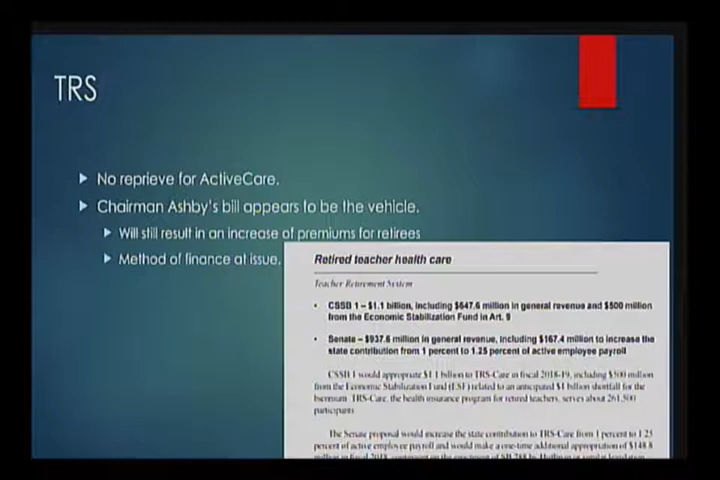 TRS
No reprieve for ActiveCare.
Chairman Ashby's bill appears to be the vehicle.
Will still result in an increase of premiums for retirees
Method of finance at issue.
Retired teacher health care
Teacher Retirement System
CSSB 1 – $1.1 billion, including $647.6 million in general revenue and $500 million
from the Economic Stabilization Fund in Art. 9
Senate – $937.6 million in general revenue, including $167.4 million to increase the
state contribution from 1 percent to 1.25 percent of active employee payroll
CSSB 1 would appropriate $1.1 billion to TRS-Care in fiscal 2018-19, including $500 million
from the Economic Stabilization Fund (ESF) related to an anticipated $1 billion shortfall for the
biennium. TRS-Care, the health insurance program for retired teachers, serves about 261,500
participants
The Senate proposal would increase the state contribution to TRS-Care from 1 percent to 1.25
percent of active employee payroll and would make a one-time additional appropriation of $148.8
million in fiscal 2018, contingent on the enactment of SB 788 by